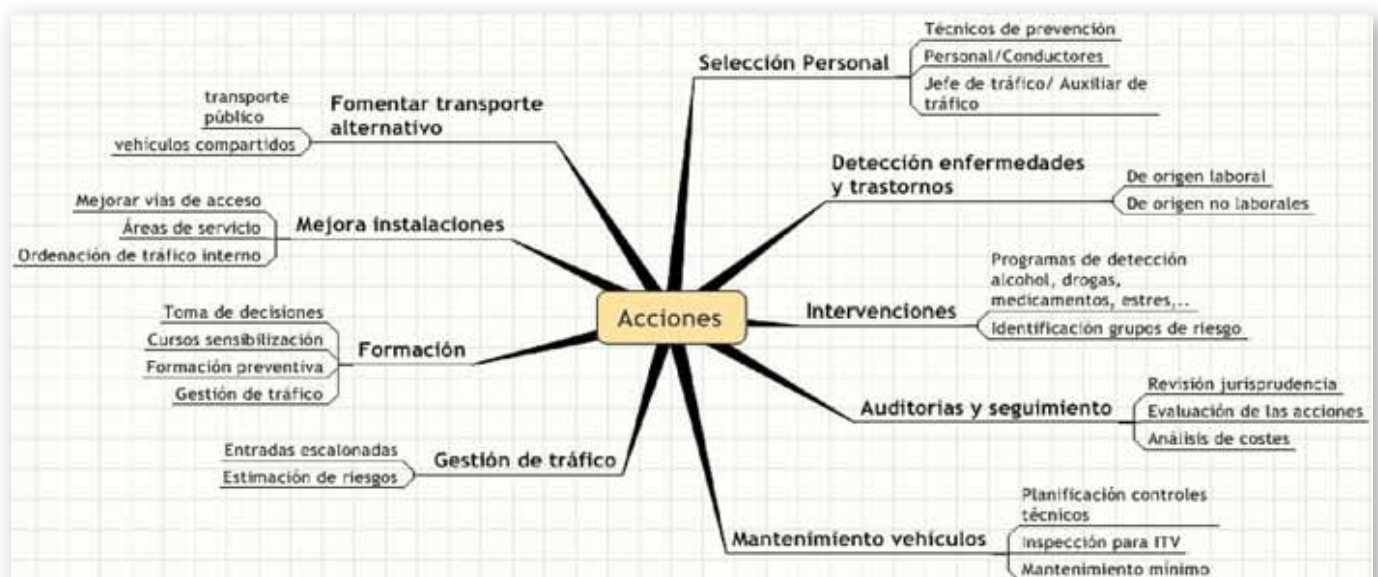 Selección Personal
Técnicos de prevención
Personal/Conductores
Jefe de tráfico/ Auxiliar de
tráfico
Detección enfermedades
y trastornos
De origen laboral
De origen no laborales
Intervenciones
Programas de detección
alcohol, drogas,
medicamentos, estres,..
Identificación grupos de riesgo
Auditorias y seguimiento
Revisión jurisprudencia
Evaluación de las acciones
Análisis de costes
Mantenimiento vehículos
Planificación controles
técnicos
Inspección para ITV
Mantenimiento mínimo
Acciones
Fomentar transporte
alternativo
transporte
público
vehículos compartidos
Mejora instalaciones
Mejorar vías de acceso
Áreas de servicio
Ordenación de tráfico interno
Formación
Toma de decisiones
Cursos sensibilización
Formación preventiva
Gestión de tráfico
Gestión de tráfico
Entradas escalonadas
Estimación de riesgos